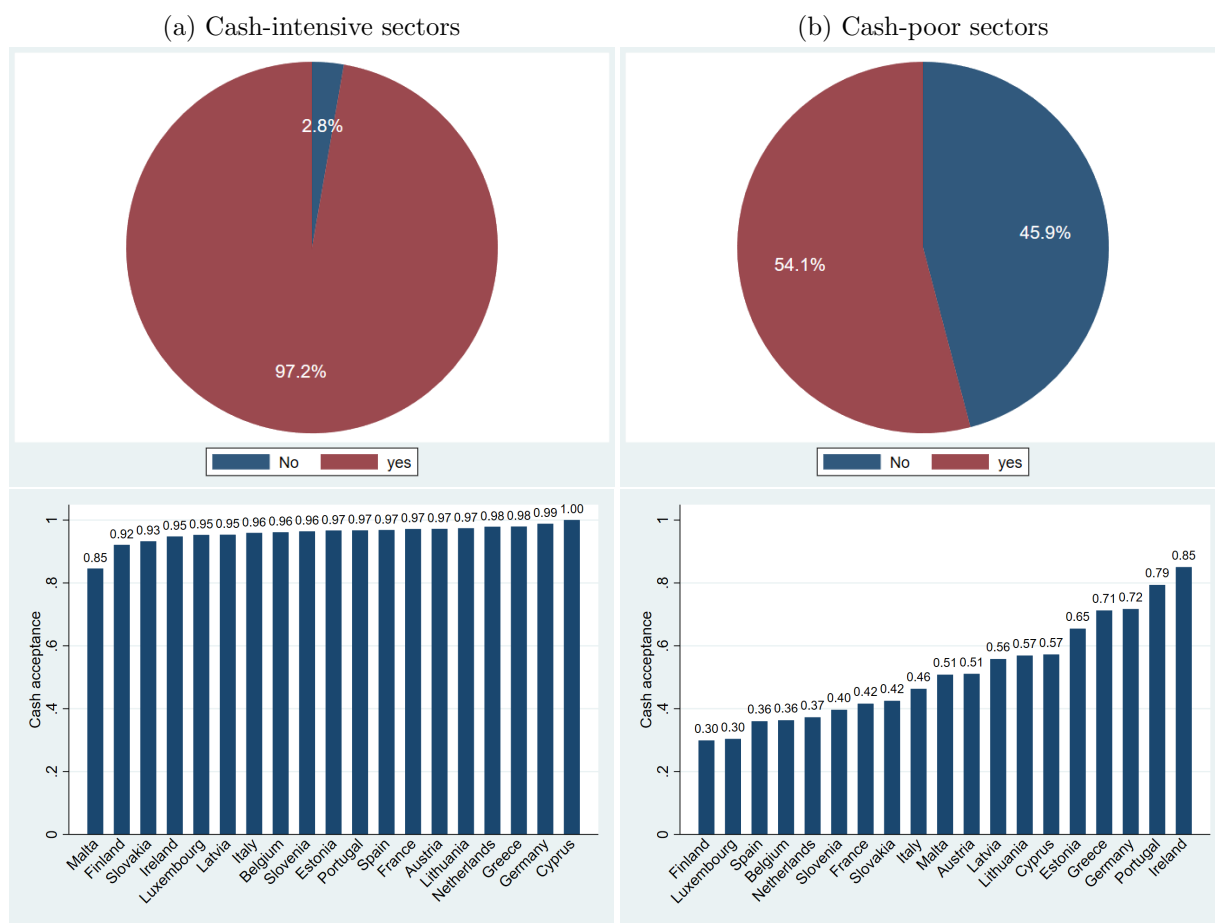 (a) Cash-intensive sectors
2.8%
97.2%
No yes
Cash acceptance
0 .2 .4 .6 .8 1
0.85 0.92 0.93 0.95 0.95 0.95 0.96 0.96 0.96 0.97 0.97 0.97 0.97 0.97 0.97 0.98 0.98 0.99 1.00
Malta Finland Slovakia Ireland Luxembourg Latvia Italy Belgium Slovenia Estonia Portugal Spain France Austria Lithuania Netherlands Greece Germany Cyprus
(b) Cash-poor sectors
45.9%
54.1%
No yes
Cash acceptance
0 .2 .4 .6 .8 1
0.30 0.30 0.36 0.36 0.37 0.40 0.42 0.42 0.46 0.51 0.51 0.56 0.57 0.57 0.65 0.71 0.72 0.79 0.85
Finland Luxembourg Spain Belgium Netherlands Slovenia France Slovakia Italy Malta Austria Latvia Lithuania Cyprus Estonia Greece Germany Portugal Ireland